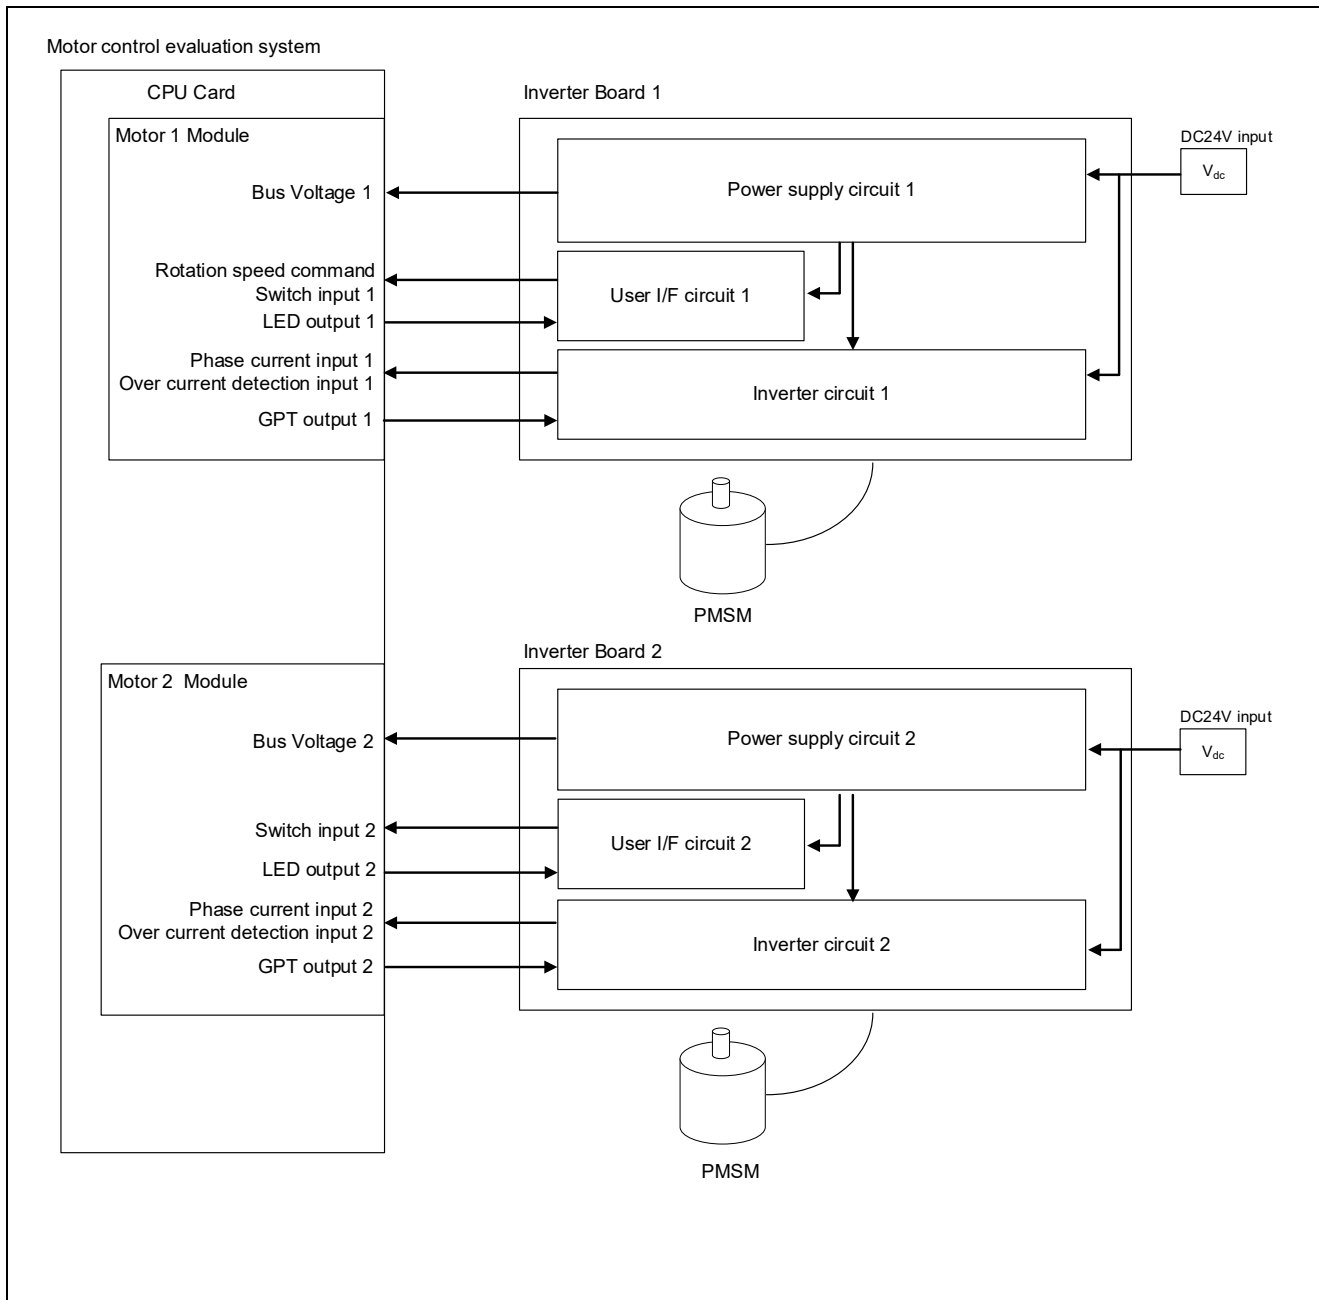 Motor control evaluation system
CPU Card
Inverter Board 1
Motor 1 Module
DC24V input
Vdc
Bus Voltage 1
Power supply circuit 1
Rotation speed command
Switch input 1
User I/F circuit 1
LED output 1
Phase current input 1
Over current detection input 1
Inverter circuit 1
GPT output 1
PMSM
Inverter Board 2
Motor 2  Module
DC24V input
Vdc
Bus Voltage 2
Power supply circuit 2
Switch input 2
User I/F circuit 2
LED output 2
Phase current input 2
Over current detection input 2
Inverter circuit 2
GPT output 2
PMSM